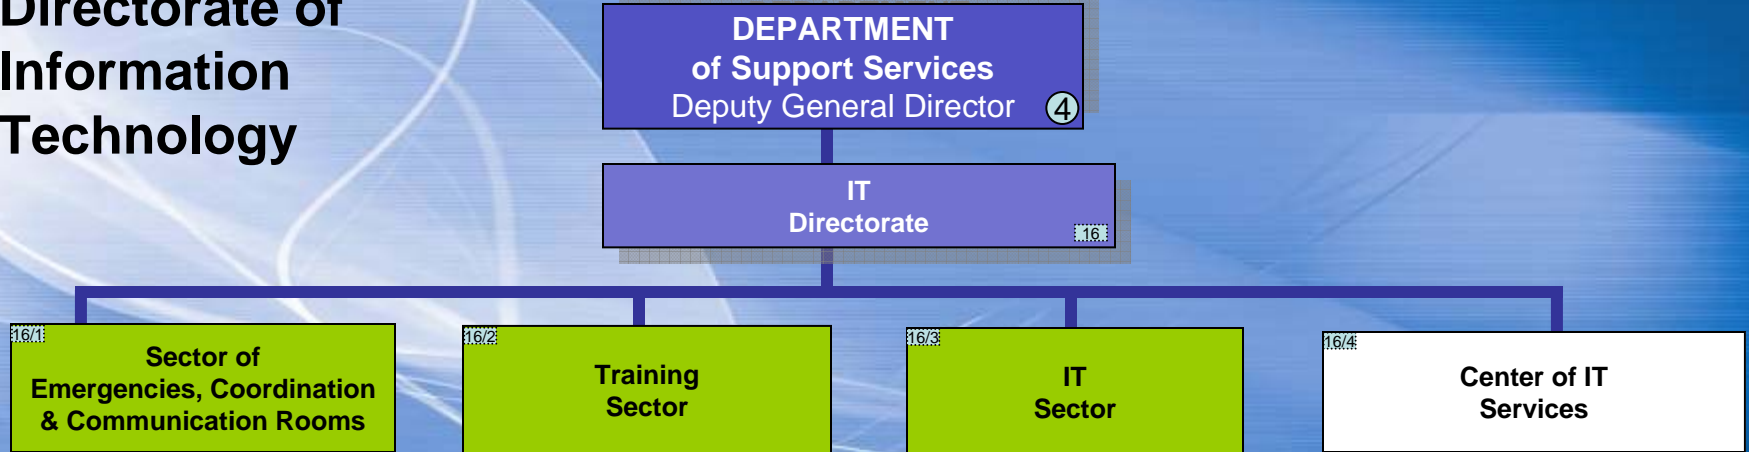 Directorate of
Information
Technology
DEPARTMENT
of Support Services
Deputy General Director
4
IT
Directorate
16
16/1
Sector of
Emergencies, Coordination
& Communication Rooms
16/2
Training
Sector
16/3
IT
Sector
16/4
Center of IT
Services